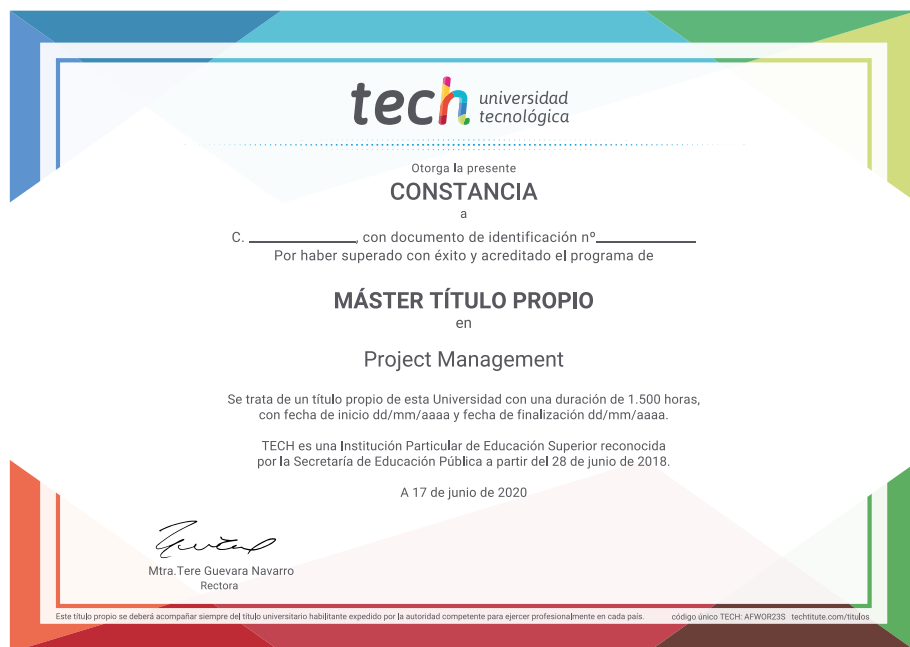 tech universidad
tecnológica
Otorga la presente
CONSTANCIA
a
C. ____________, con documento de identificación nº___________
Por haber superado con éxito y acreditado el programa de
MÁSTER TÍTULO PROPIO
en
Project Management
Se trata de un título propio de esta Universidad con una duración de 1.500 horas,
con fecha de inicio dd/mm/aaaa y fecha de finalización dd/mm/aaaa.
TECH es una Institución Particular de Educación Superior reconocida
por la Secretaría de Educación Pública a partir del 28 de junio de 2018.
A 17 de junio de 2020
Mtra.Tere Guevara Navarro
Rectora
Este título propio se deberá acompañar siempre del título universitario habilitante expedido por la autoridad competente para ejercer profesionalmente en cada país. código único TECH: AFWOR23S techtitute.com/titulos